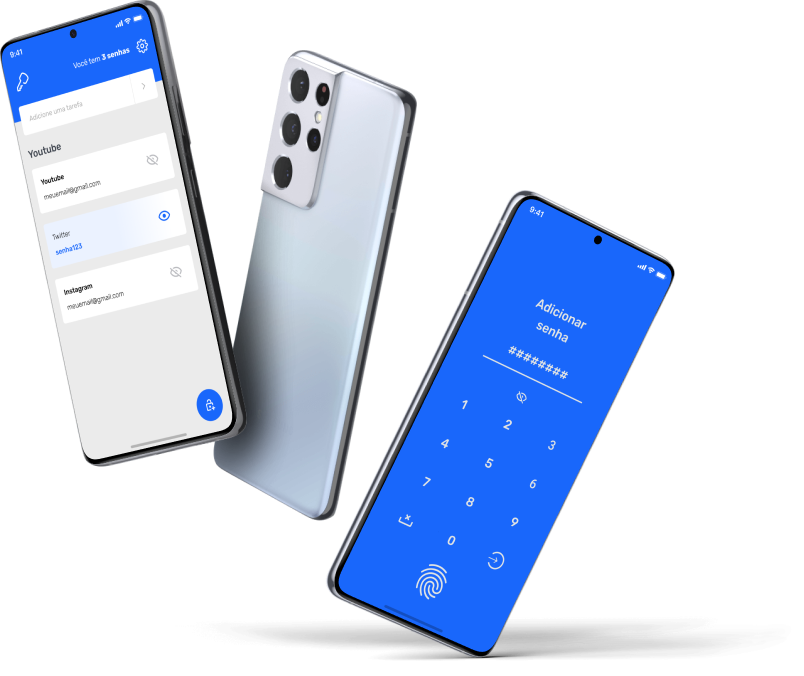 9:41
Você tem 3 senhas
Adicione uma tarefa
Youtube
Youtube
meuemail@gmail.com
Twitter
senha123
Instagram
meuemail@gmail.com
9:41
Adicionar
senha
########
1 2 3
4 5 6
7 8 9
0